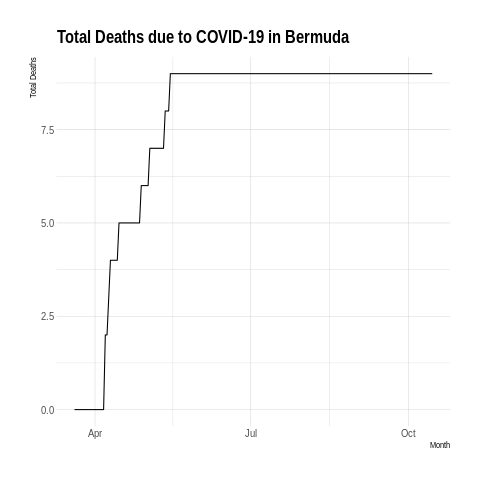 Total Deaths due to COVID-19 in Bermuda
Total Deaths
7.5
5.0
2.5
0.0
Apr Jul Oct
Month